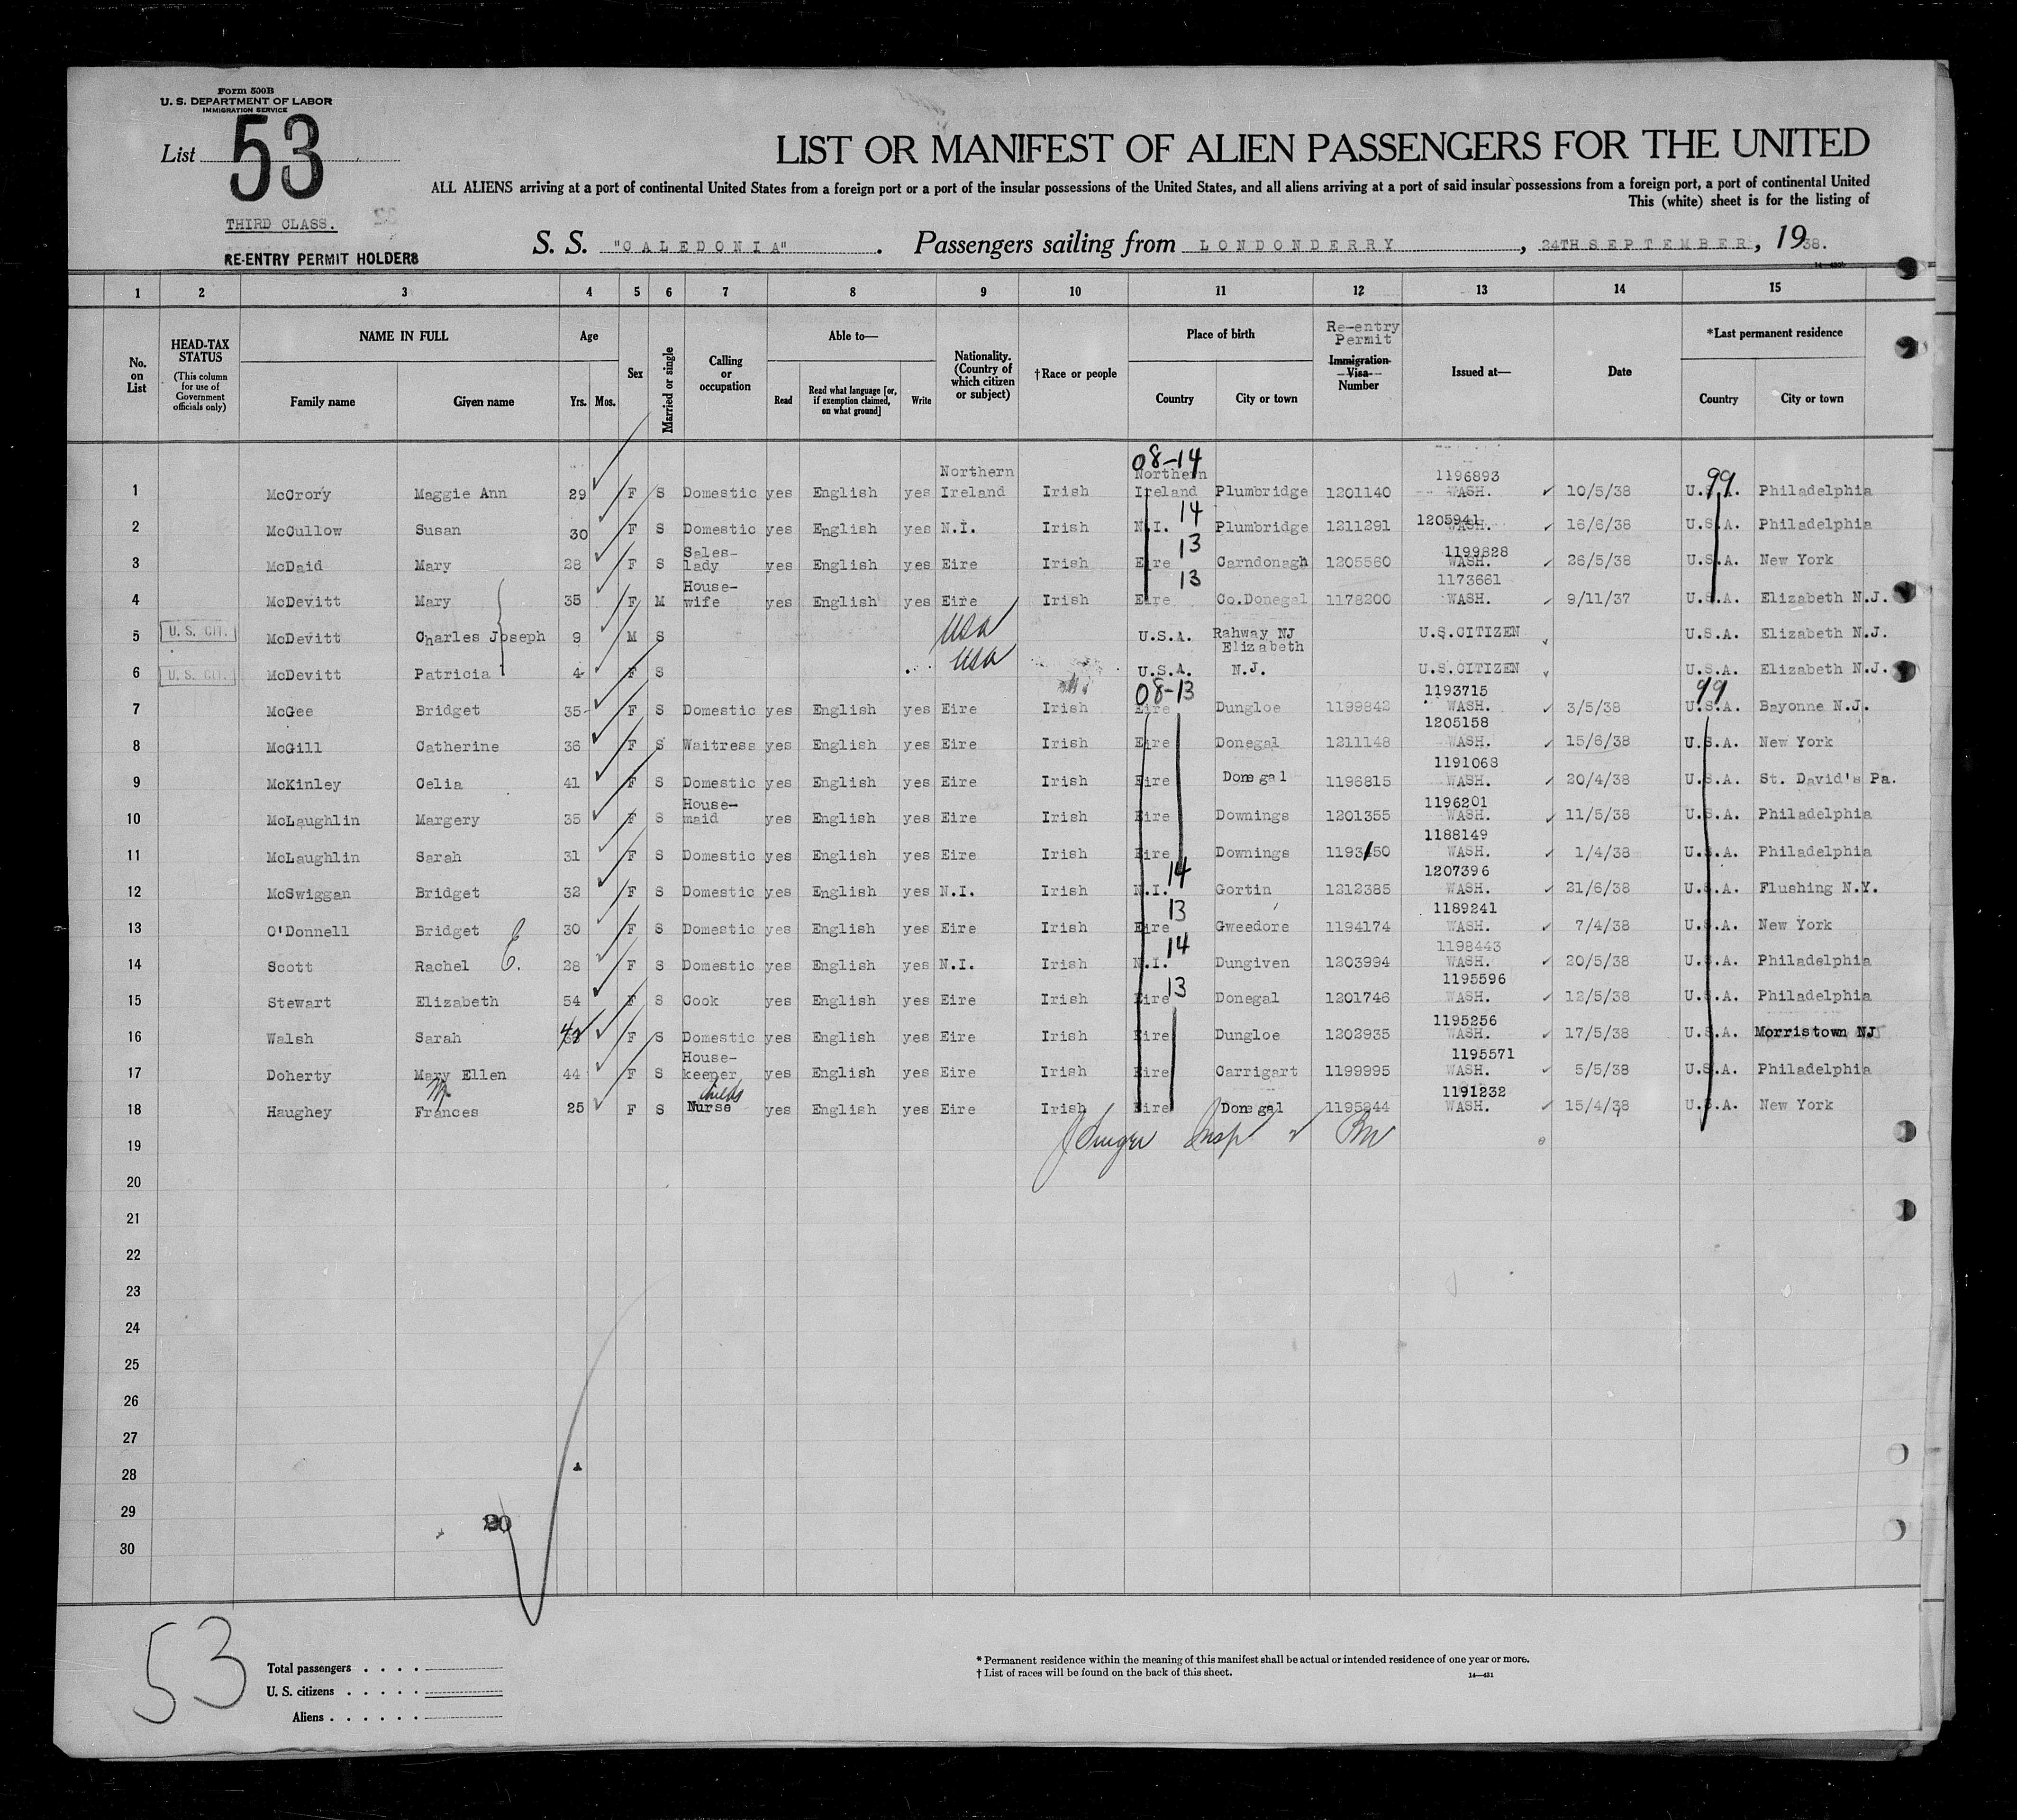 Form 500B
U. S. DEPARTMENT OF LABOR
IMMIGRATION SERVICE
List 53
THIRD CLASS.
RE-ENTRY PERMIT HOLDERS
LIST OR MANIFEST OF ALIEN PASSENGERS FOR THE UNITED
ALL ALIENS arriving at a port of continental United States from a foreign port or a port of the insular possessions of the United States, and all aliens arriving at a port of said insular possessions from a foreign port, a port of continental United
This (white) sheet is for the listing of
S. S. "CALEDONIA". Passengers sailing from LONDONDERRY, 24TH SEPTEMBER, 1938.
1 2 3 4 5 6 7 8 9 10 11 12 13 14 15
No. on List
HEAD-TAX STATUS (This column for use of Government officials only)
NAME IN FULL Family name Given name
Age Yrs. Mos.
Sex
Married or single
Calling or occupation
Able to— Read Read what language [or, if exemption claimed, on what ground] Write
Nationality. (Country of which citizen or subject)
†Race or people
Place of birth Country City or town
Re-entry Permit Immigration Visa Number
Issued at—
Date
*Last permanent residence Country City or town
08-14 99
Northern Northern 1196893
1 McCrory Maggie Ann 29 F S Domestic yes English yes Ireland Irish Ireland Plumbridge 1201140 WASH. 10/5/38 U.S.A. Philadelphia
14 1205941
2 McCullow Susan 30 F S Domestic yes English yes N.I. Irish N.I. Plumbridge 1211291 WASH. 16/6/38 U.S.A. Philadelphia
13 1199828
3 McDaid Mary 28 F S Sales-lady yes English yes Eire Irish Eire Carndonagh 1205560 WASH. 26/5/38 U.S.A. New York
13 1173661
4 McDevitt Mary 35 F M House-wife yes English yes Eire Irish Eire Co.Donegal 1178200 WASH. 9/11/37 U.S.A. Elizabeth N.J.
5 U. S. CIT. McDevitt Charles Joseph 9 M S USA U.S.A. Rahway NJ U.S.CITIZEN U.S.A. Elizabeth N.J.
6 U. S. CIT. McDevitt Patricia 4 F S USA U.S.A. Elizabeth N.J. U.S.CITIZEN U.S.A. Elizabeth N.J.
08-13 1193715 99
7 McGee Bridget 35 F S Domestic yes English yes Eire Irish Eire Dungloe 1199842 WASH. 3/5/38 U.S.A. Bayonne N.J.
1205158
8 McGill Catherine 36 F S Waitress yes English yes Eire Irish Eire Donegal 1211148 WASH. 15/6/38 U.S.A. New York
1191068
9 McKinley Celia 41 F S Domestic yes English yes Eire Irish Eire Donegal 1196815 WASH. 20/4/38 U.S.A. St. David's Pa.
1196201
10 McLaughlin Margery 35 F S House-maid yes English yes Eire Irish Eire Downings 1201355 WASH. 11/5/38 U.S.A. Philadelphia
1188149
11 McLaughlin Sarah 31 F S Domestic yes English yes Eire Irish Eire Downings 1193150 WASH. 1/4/38 U.S.A. Philadelphia
14 1207396
12 McSwiggan Bridget 32 F S Domestic yes English yes N.I. Irish N.I. Gortin 1212385 WASH. 21/6/38 U.S.A. Flushing N.Y.
13 1189241
13 O'Donnell Bridget 30 F S Domestic yes English yes Eire Irish Eire Gweedore 1194174 WASH. 7/4/38 U.S.A. New York
14 1198443
14 Scott Rachel E. 28 F S Domestic yes English yes N.I. Irish N.I. Dungiven 1203994 WASH. 20/5/38 U.S.A. Philadelphia
13 1195596
15 Stewart Elizabeth 54 F S Cook yes English yes Eire Irish Eire Donegal 1201746 WASH. 12/5/38 U.S.A. Philadelphia
1195256
16 Walsh Sarah F S Domestic yes English yes Eire Irish Eire Dungloe 1202935 WASH. 17/5/38 U.S.A. Morristown NJ
1195571
17 Doherty Mary Ellen 44 F S House-keeper yes English yes Eire Irish Eire Carrigart 1199995 WASH. 5/5/38 U.S.A. Philadelphia
M. childs 1191232
18 Haughey Frances 25 F S Nurse yes English yes Eire Irish Eire Donegal 1195844 WASH. 15/4/38 U.S.A. New York
19 Insp
20
21
22
23
24
25
26
27
28
29
30
53
Total passengers
U. S. citizens
Aliens
* Permanent residence within the meaning of this manifest shall be actual or intended residence of one year or more.
† List of races will be found on the back of this sheet.
14—431